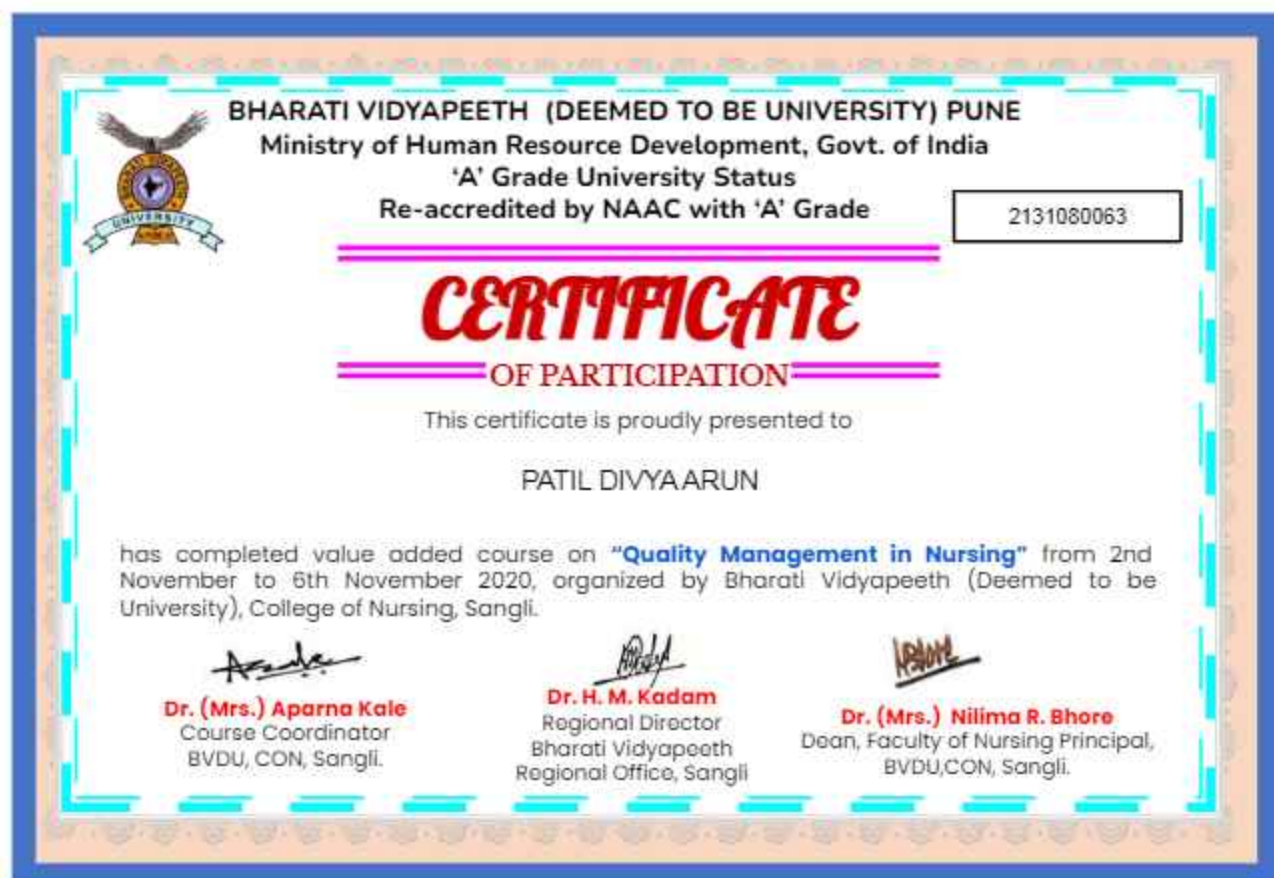 BHARATI VIDYAPEETH (DEEMED TO BE UNIVERSITY) PUNE
Ministry of Human Resource Development, Govt. of India
‘A’ Grade University Status
Re-accredited by NAAC with ‘A’ Grade
2131080063
BHARATI VIDYAPEETH
UNIVERSITY
CERTIFICATE
OF PARTICIPATION
This certificate is proudly presented to
PATIL DIVYA ARUN
has completed value added course on “Quality Management in Nursing” from 2nd
November to 6th November 2020, organized by Bharati Vidyapeeth (Deemed to be
University), College of Nursing, Sangli.
Dr. (Mrs.) Aparna Kale
Course Coordinator
BVDU, CON, Sangli.
Dr. H. M. Kadam
Regional Director
Bharati Vidyapeeth
Regional Office, Sangli
Dr. (Mrs.) Nilima R. Bhore
Dean, Faculty of Nursing Principal,
BVDU,CON, Sangli.